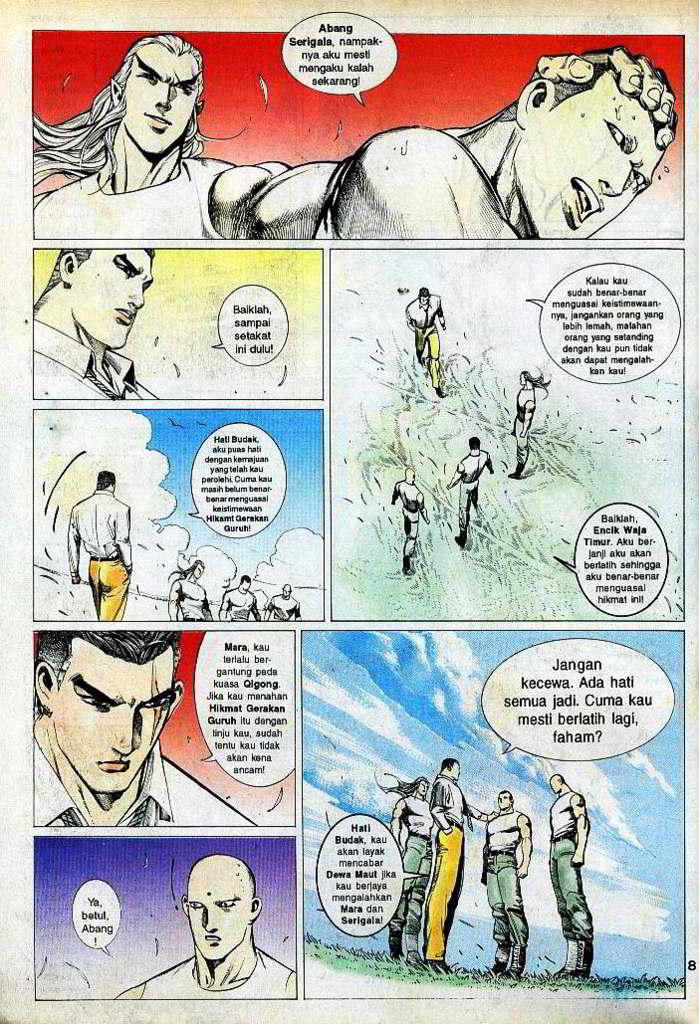 Abang
Serigala, nampak-
nya aku mesti
mengaku kalah
sekarang!
Baiklah,
sampai
setakat
ini dulu!
Kalau kau
sudah benar-benar
menguasai keistimewaan-
nya, jangankan orang yang
lebih lemah, malahan
orang yang setanding
dengan kau pun tidak
akan dapat mengalah-
kan kau!
Hati Budak,
aku puas hati
dengan kemajuan
yang telah kau
perolehi. Cuma kau
masih belum benar-
benar menguasai
keistimewaan
Hikamt Gerakan
Guruh!
Baiklah,
Encik Waja
Timur. Aku ber-
janji aku akan
berlatih sehingga
aku benar-benar
menguasai
hikmat ini!
Mara, kau
terlalu ber-
gantung pada
kuasa Qigong.
Jika kau manahan
Hikmat Gerakan
Guruh itu dengan
tinju kau, sudah
tentu kau tidak
akan kena
ancam!
Jangan
kecewa. Ada hati
semua jadi. Cuma kau
mesti berlatih lagi,
faham?
Ya,
betul,
Abang
!
Hati
Budak, kau
akan layak
mencabar
Dewa Maut jika
kau berjaya
mengalahkan
Mara dan
Serigala!
8